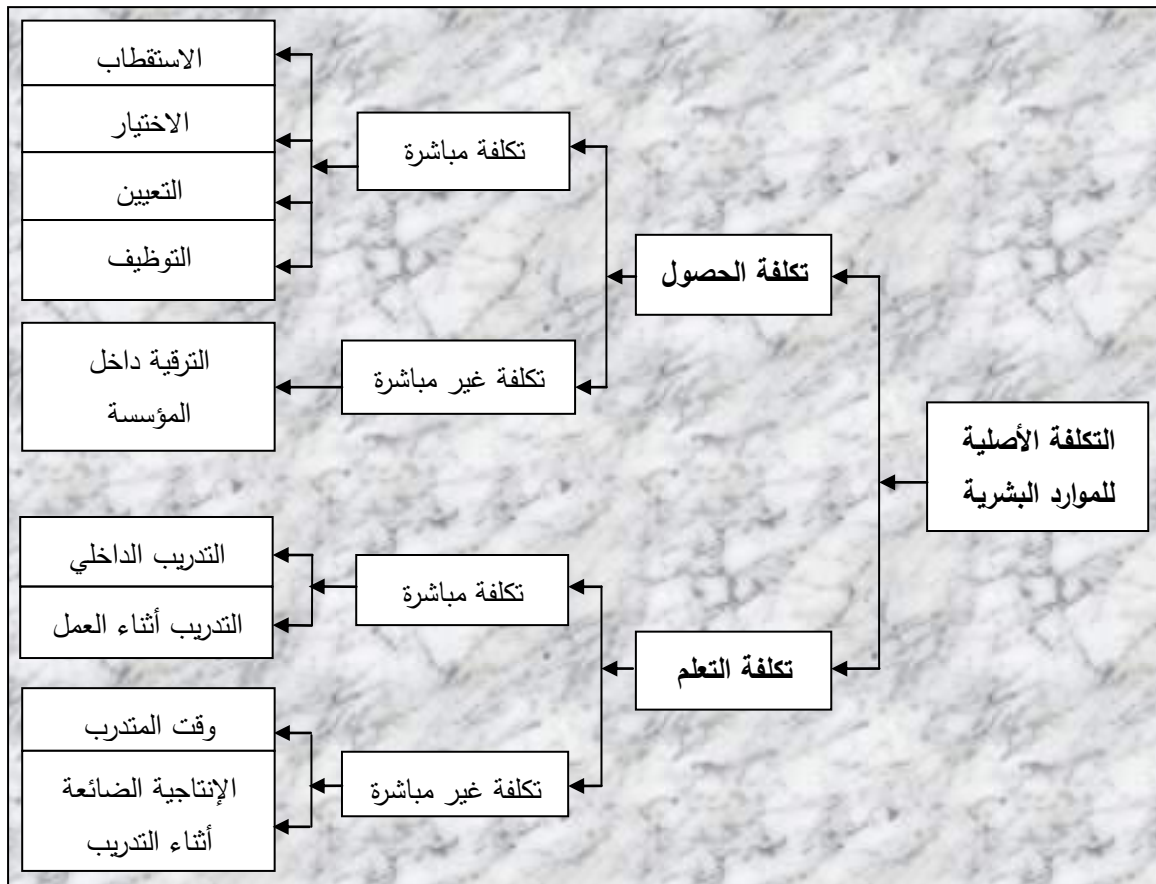 التكلفة الأصلية
للموارد البشرية
تكلفة الحصول
تكلفة مباشرة
الاستقطاب
الاختيار
التعيين
التوظيف
تكلفة غير مباشرة
الترقية داخل
المؤسسة
تكلفة التعلم
تكلفة مباشرة
التدريب الداخلي
التدريب أثناء العمل
تكلفة غير مباشرة
وقت المتدرب
الإنتاجية الضائعة
أثناء التدريب